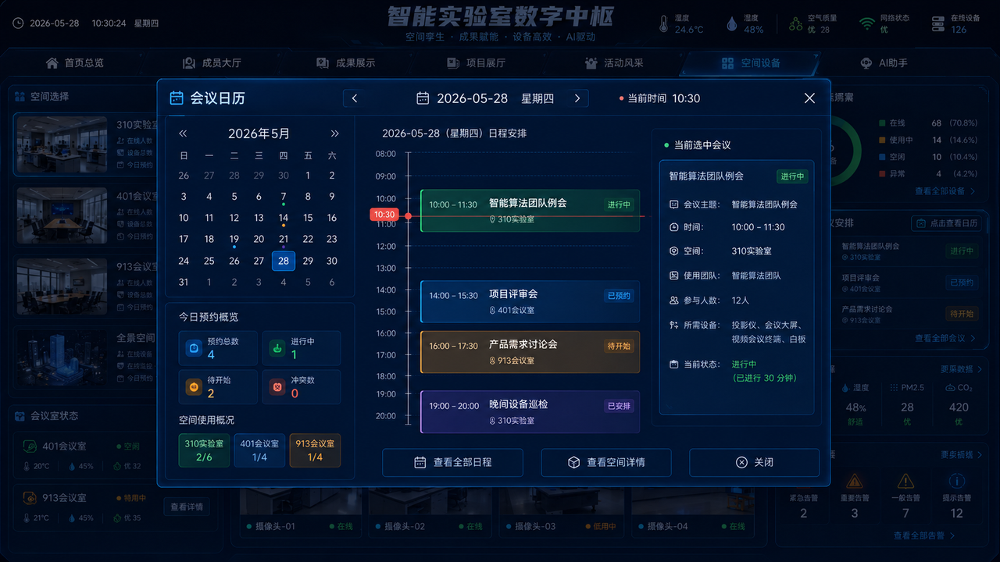 2026-05-28 10:30:24 星期四
智能实验室数字中枢
空间孪生 · 成果赋能 · 设备高效 · AI驱动
湿度 24.6℃
湿度 48%
空气质量 优 28
网络状态 优
在线设备 126
首页总览 成员大厅 成果展示 项目展厅 活动风采 空间设备 AI助手
空间选择
310实验室
在线人数
设备总数
今日预约
401会议室
在线人数
设备总数
今日预约
913会议室
在线人数
设备总数
今日预约
全景空间
在线设备
在线监控
今日预约
会议室状态
401会议室 空闲
20°C 45% 优 32
913会议室 特用中
21°C 45% 优 35
查看详情
会议日历
2026-05-28 星期四
当前时间 10:30
« 2026年5月 »
日 一 二 三 四 五 六
26 27 28 29 30 1 2
3 4 5 6 7 8 9
10 11 12 13 14 15 16
17 18 19 20 21 22 23
24 25 26 27 28 29 30
31 1 2 3 4 5 6
今日预约概览
预约总数 4
进行中 1
待开始 2
冲突数 0
空间使用概况
310实验室 2/6
401会议室 1/4
913会议室 1/4
2026-05-28（星期四）日程安排
08:00
09:00
10:00
10:30
11:00
12:00
13:00
14:00
15:00
16:00
17:00
18:00
19:00
20:00
10:00 – 11:30 智能算法团队例会 进行中
310实验室
14:00 – 15:30 项目评审会 已预约
401会议室
16:00 – 17:30 产品需求讨论会 待开始
913会议室
19:00 – 20:00 晚间设备巡检 已安排
310实验室
当前选中会议
智能算法团队例会 进行中
会议主题： 智能算法团队例会
时间： 10:00 – 11:30
空间： 310实验室
使用团队： 智能算法团队
参与人数： 12人
所需设备： 投影仪、会议大屏、
视频会议终端、白板
当前状态： 进行中
（已进行 30 分钟）
查看全部日程
查看空间详情
关闭
在线 68 (70.8%)
使用中 14 (14.6%)
空闲 10 (10.4%)
异常 4 (4.2%)
查看全部设备 >
安排 点击查看日历
智能算法团队例会 进行中
@ 310实验室
项目评审会 已预约
@ 401会议室
产品需求讨论会 待开始
@ 913会议室
查看全部会议 >
湿度 PM2.5 CO₂
48% 28 420
舒适 优 优
紧急告警 重要告警 一般告警 提示告警
2 3 7 12
查看全部告警 >
摄像头-01 在线
摄像头-02 在线
摄像头-03 低用中
摄像头-04 在线